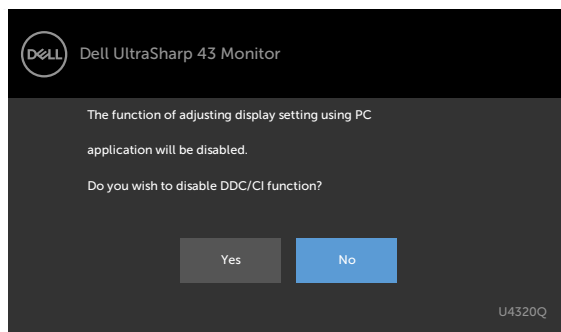 DELL
Dell UltraSharp 43 Monitor
The function of adjusting display setting using PC
application will be disabled.
Do you wish to disable DDC/CI function?
Yes
No
U4320Q